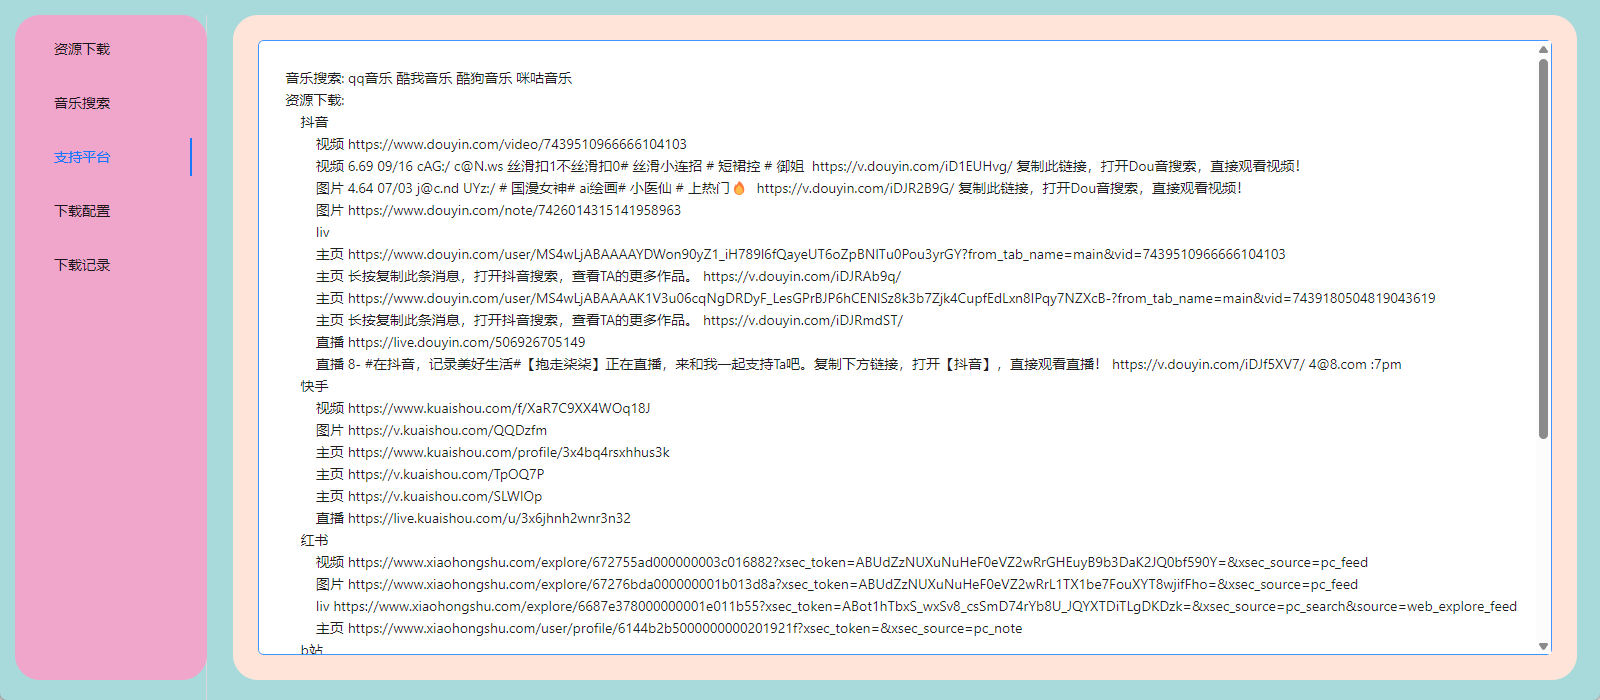 资源下载
音乐搜索
支持平台
下载配置
下载记录
音乐搜索: qq音乐 酷我音乐 酷狗音乐 咪咕音乐
资源下载:
抖音
视频 https://www.douyin.com/video/7439510966666104103
视频 6.69 09/16 cAG:/ c@N.ws 丝滑扣1不丝滑扣0# 丝滑小连招 # 短裙控 # 御姐  https://v.douyin.com/iD1EUHvg/ 复制此链接，打开Dou音搜索，直接观看视频！
图片 4.64 07/03 j@c.nd UYz:/ # 国漫女神# ai绘画# 小医仙 # 上热门🔥  https://v.douyin.com/iDJR2B9G/ 复制此链接，打开Dou音搜索，直接观看视频！
图片 https://www.douyin.com/note/7426014315141958963
liv
主页 https://www.douyin.com/user/MS4wLjABAAAAYDWon90yZ1_iH789I6fQayeUT6oZpBNITu0Pou3yrGY?from_tab_name=main&vid=7439510966666104103
主页 长按复制此条消息，打开抖音搜索，查看TA的更多作品。 https://v.douyin.com/iDJRAb9q/
主页 https://www.douyin.com/user/MS4wLjABAAAAK1V3u06cqNgDRDyF_LesGPrBJP6hCENISz8k3b7Zjk4CupfEdLxn8IPqy7NZXcB-?from_tab_name=main&vid=7439180504819043619
主页 长按复制此条消息，打开抖音搜索，查看TA的更多作品。 https://v.douyin.com/iDJRmdST/
直播 https://live.douyin.com/506926705149
直播 8- #在抖音，记录美好生活#【抱走柒柒】正在直播，来和我一起支持Ta吧。复制下方链接，打开【抖音】，直接观看直播！ https://v.douyin.com/iDJf5XV7/ 4@8.com :7pm
快手
视频 https://www.kuaishou.com/f/XaR7C9XX4WOq18J
图片 https://v.kuaishou.com/QQDzfm
主页 https://www.kuaishou.com/profile/3x4bq4rsxhhus3k
主页 https://v.kuaishou.com/TpOQ7P
主页 https://v.kuaishou.com/SLWIOp
直播 https://live.kuaishou.com/u/3x6jhnh2wnr3n32
红书
视频 https://www.xiaohongshu.com/explore/672755ad000000003c016882?xsec_token=ABUdZzNUXuNuHeF0eVZ2wRrGHEuyB9b3DaK2JQ0bf590Y=&xsec_source=pc_feed
图片 https://www.xiaohongshu.com/explore/67276bda000000001b013d8a?xsec_token=ABUdZzNUXuNuHeF0eVZ2wRrL1TX1be7FouXYT8wjifFho=&xsec_source=pc_feed
liv https://www.xiaohongshu.com/explore/6687e378000000001e011b55?xsec_token=ABot1hTbxS_wxSv8_csSmD74rYb8U_JQYXTDiTLgDKDzk=&xsec_source=pc_search&source=web_explore_feed
主页 https://www.xiaohongshu.com/user/profile/6144b2b5000000000201921f?xsec_token=&xsec_source=pc_note
b站